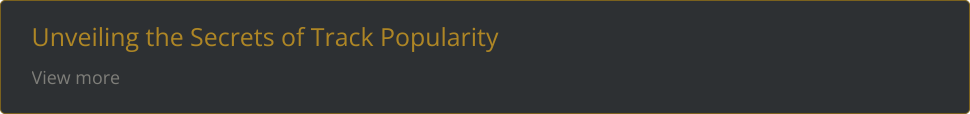 Unveiling the Secrets of Track Popularity
View more